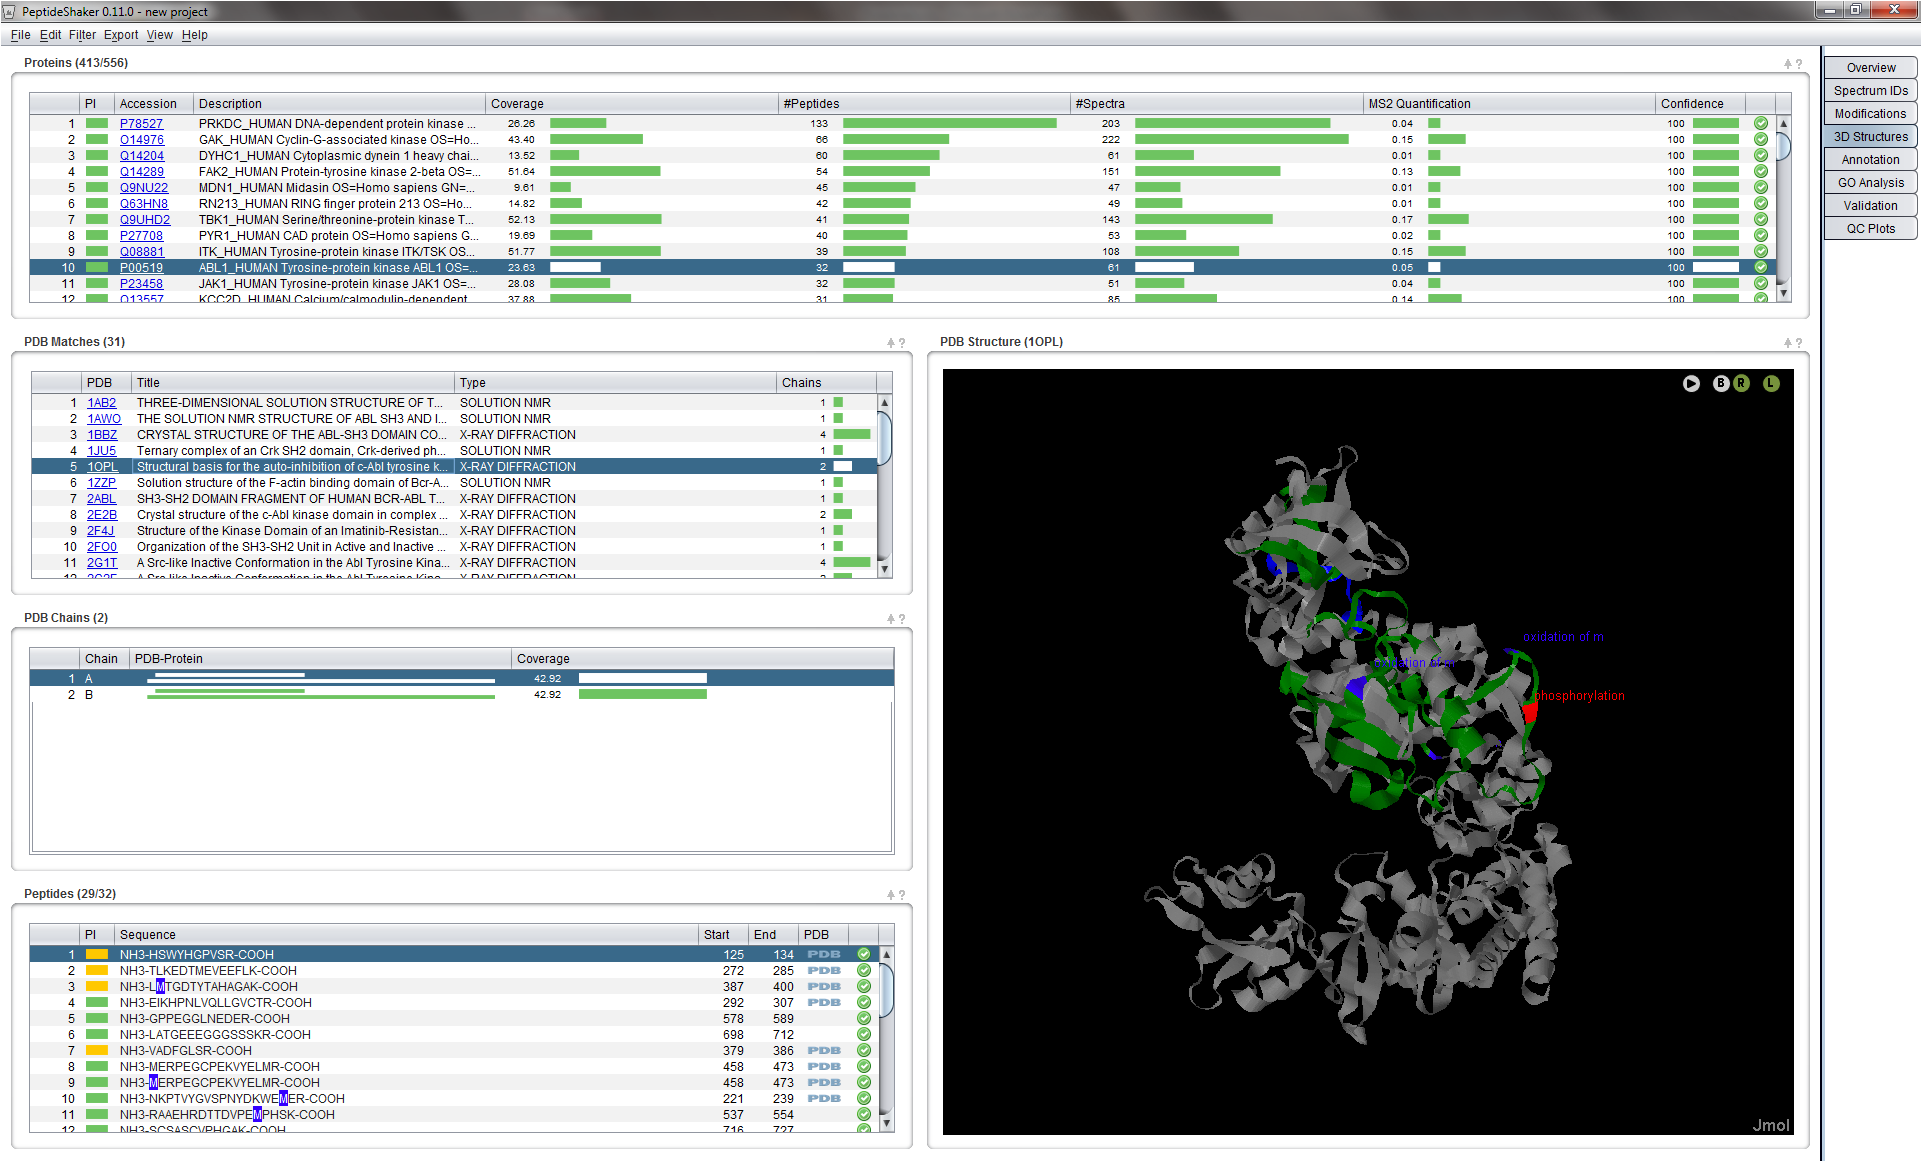 PeptideShaker 0.11.0 - new project
File Edit Filter Export View Help
Proteins (413/556)
PI Accession Description Coverage #Peptides #Spectra MS2 Quantification Confidence
1 P78527 PRKDC_HUMAN DNA-dependent protein kinase ... 26.26 133 203 0.04 100
2 O14976 GAK_HUMAN Cyclin-G-associated kinase OS=Ho... 43.40 66 222 0.15 100
3 Q14204 DYHC1_HUMAN Cytoplasmic dynein 1 heavy chai... 13.52 60 61 0.01 100
4 Q14289 FAK2_HUMAN Protein-tyrosine kinase 2-beta OS=... 51.64 54 151 0.13 100
5 Q9NU22 MDN1_HUMAN Midasin OS=Homo sapiens GN=... 9.61 45 47 0.01 100
6 Q63HN8 RN213_HUMAN RING finger protein 213 OS=Ho... 14.82 42 49 0.01 100
7 Q9UHD2 TBK1_HUMAN Serine/threonine-protein kinase T... 52.13 41 143 0.17 100
8 P27708 PYR1_HUMAN CAD protein OS=Homo sapiens G... 19.69 40 53 0.02 100
9 Q08881 ITK_HUMAN Tyrosine-protein kinase ITK/TSK OS... 51.77 39 108 0.15 100
10 P00519 ABL1_HUMAN Tyrosine-protein kinase ABL1 OS=... 23.63 32 61 0.05 100
11 P23458 JAK1_HUMAN Tyrosine-protein kinase JAK1 OS=... 28.08 32 51 0.04 100
12 Q13557 KCC2D_HUMAN Calcium/calmodulin-dependent 37.88 31 85 0.14 100
Overview
Spectrum IDs
Modifications
3D Structures
Annotation
GO Analysis
Validation
QC Plots
PDB Matches (31)
PDB Title Type Chains
1 1AB2 THREE-DIMENSIONAL SOLUTION STRUCTURE OF T... SOLUTION NMR 1
2 1AWO THE SOLUTION NMR STRUCTURE OF ABL SH3 AND I... SOLUTION NMR 1
3 1BBZ CRYSTAL STRUCTURE OF THE ABL-SH3 DOMAIN CO... X-RAY DIFFRACTION 4
4 1JU5 Ternary complex of an Crk SH2 domain, Crk-derived ph... SOLUTION NMR 1
5 1OPL Structural basis for the auto-inhibition of c-Abl tyrosine k... X-RAY DIFFRACTION 2
6 1ZZP Solution structure of the F-actin binding domain of Bcr-A... SOLUTION NMR 1
7 2ABL SH3-SH2 DOMAIN FRAGMENT OF HUMAN BCR-ABL T... X-RAY DIFFRACTION 1
8 2E2B Crystal structure of the c-Abl kinase domain in complex ... X-RAY DIFFRACTION 2
9 2F4J Structure of the Kinase Domain of an Imatinib-Resistan... X-RAY DIFFRACTION 1
10 2FO0 Organization of the SH3-SH2 Unit in Active and Inactive ... X-RAY DIFFRACTION 1
11 2G1T A Src-like Inactive Conformation in the Abl Tyrosine Kina... X-RAY DIFFRACTION 4
12 2G2F A Src-like Inactive Conformation in the Abl Tyrosine Kina... X-RAY DIFFRACTION 2
PDB Chains (2)
Chain PDB-Protein Coverage
1 A 42.92
2 B 42.92
Peptides (29/32)
PI Sequence Start End PDB
1 NH3-HSWYHGPVSR-COOH 125 134 PDB
2 NH3-TLKEDTMEVEEFLK-COOH 272 285 PDB
3 NH3-LMTGDTYTAHAGAK-COOH 387 400 PDB
4 NH3-EIKHPNLVQLLGVCTR-COOH 292 307 PDB
5 NH3-GPPEGGLNEDER-COOH 578 589
6 NH3-LATGEEEGGGSSSKR-COOH 698 712
7 NH3-VADFGLSR-COOH 379 386 PDB
8 NH3-MERPEGCPEKVYELMR-COOH 458 473 PDB
9 NH3-MERPEGCPEKVYELMR-COOH 458 473 PDB
10 NH3-NKPTVYGVSPNYDKWEMER-COOH 221 239 PDB
11 NH3-RAAEHRDTTDVPEMPHSK-COOH 537 554
12 NH3-SCSASCVPHGAK-COOH 716 727
PDB Structure (1OPL)
B R L
oxidation of m
oxidation of
phosphorylation
Jmol